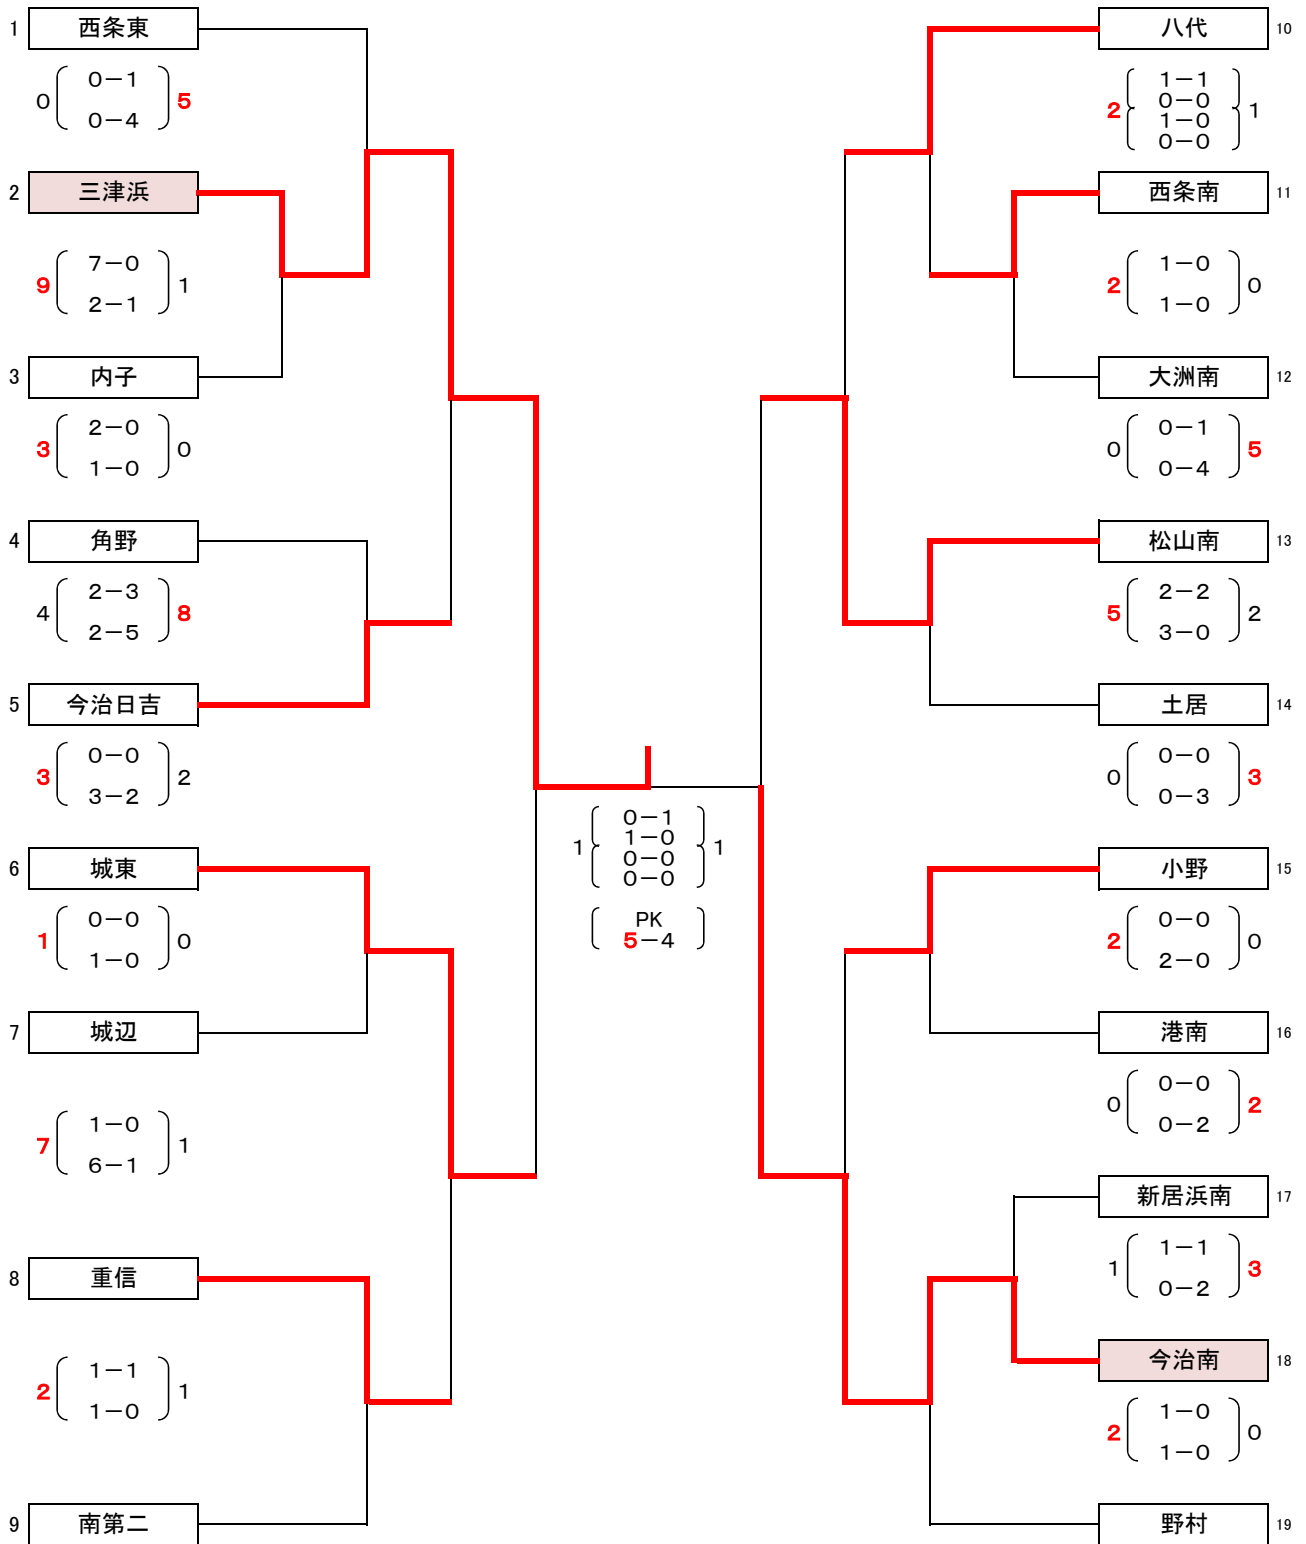 1 西条東
0 0-1 5
0-4
2 三津浜
9 7-0 1
2-1
3 内子
3 2-0 0
1-0
4 角野
4 2-3 8
2-5
5 今治日吉
3 0-0 2
3-2
6 城東
1 0-0 0
1-0
7 城辺
7 1-0 1
6-1
8 重信
2 1-1 1
1-0
9 南第二
1 0-1 1
1-0
0-0
0-0
PK
5-4
八代 10
2 1-1 1
0-0
1-0
0-0
西条南 11
2 1-0 0
1-0
大洲南 12
0 0-1 5
0-4
松山南 13
5 2-2 2
3-0
土居 14
0 0-0 3
0-3
小野 15
2 0-0 0
2-0
港南 16
0 0-0 2
0-2
新居浜南 17
1 1-1 3
0-2
今治南 18
2 1-0 0
1-0
野村 19